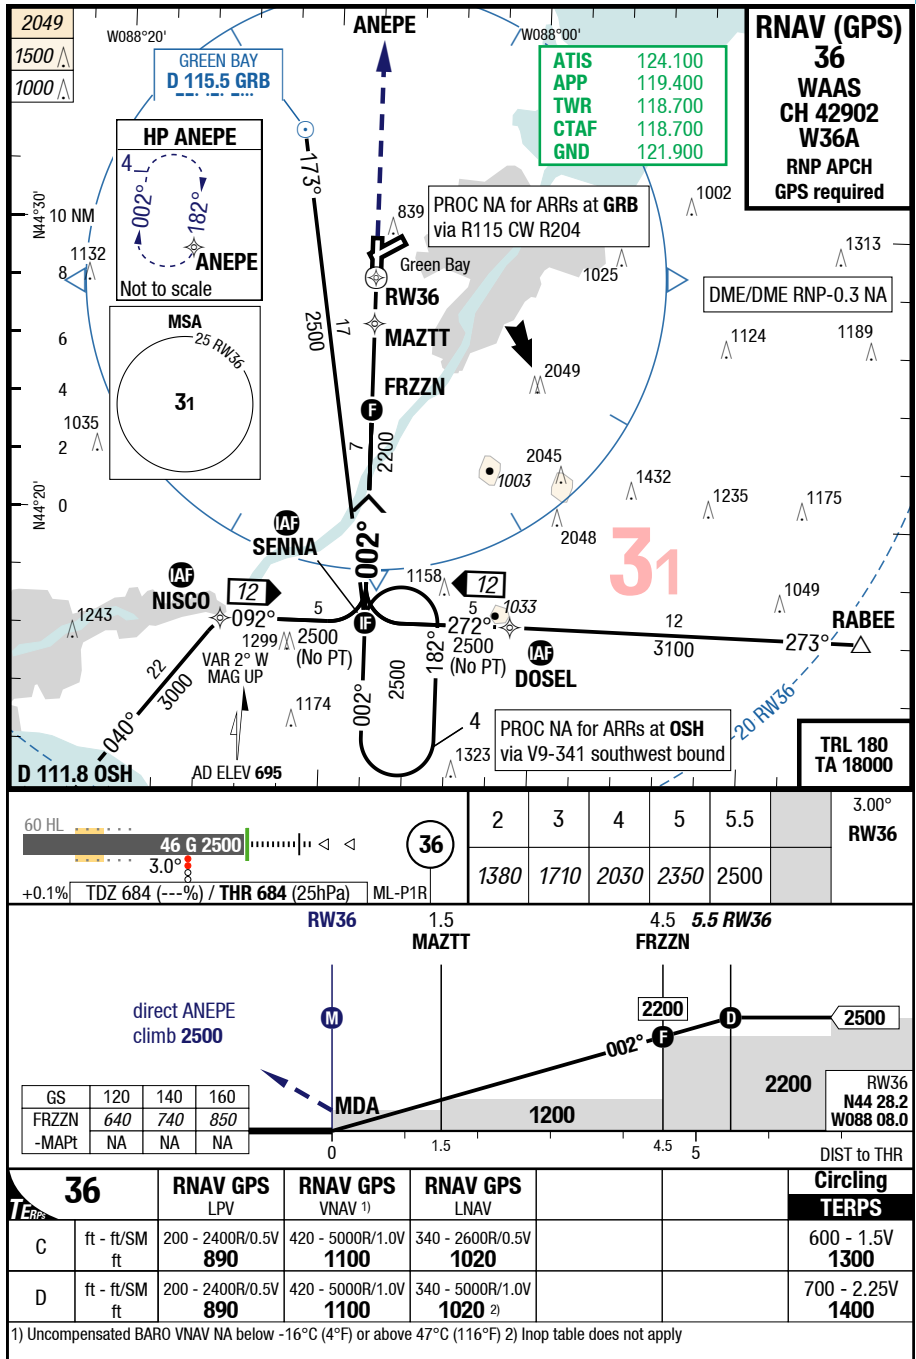 2049
1500
1000
W088°20'
ANEPE
W088°00'
GREEN BAY
D 115.5 GRB
ATIS 124.100
APP 119.400
TWR 118.700
CTAF 118.700
GND 121.900
RNAV (GPS)
36
WAAS
CH 42902
W36A
RNP APCH
GPS required
HP ANEPE
4
002°
182°
ANEPE
Not to scale
173°
17
2500
PROC NA for ARRs at GRB
via R115 CW R204
839
1002
1313
1025
Green Bay
RW36
MAZTT
FRZZN
F
DME/DME RNP-0.3 NA
N44°30'
10 NM
1132
8
6
4
2
0
N44°20'
1035
MSA
25 RW36
31
1124
1189
2049
7
2200
1003
2045
1432
1235
1175
2048
31
IAF
SENNA
002°
IAF
NISCO
12
092°
5
1158
12
5
1033
272°
1049
RABEE
1243
1299
2500
(No PT)
IF
2500
(No PT)
IAF
DOSEL
12
3100
273°
VAR 2° W
MAG UP
22
3000
040°
1174
002°
2500
182°
4
1323
PROC NA for ARRs at OSH
via V9-341 southwest bound
20 RW36
TRL 180
TA 18000
D 111.8 OSH
AD ELEV 695
60 HL
46 G 2500
3.0°
+0.1%
TDZ 684 (---%) / THR 684 (25hPa)
ML-P1R
36
2 3 4 5 5.5
1380 1710 2030 2350 2500
3.00°
RW36
RW36
1.5
MAZTT
4.5
FRZZN
5.5 RW36
direct ANEPE
climb 2500
M
2200
F
D
2500
002°
MDA
1200
2200
RW36
N44 28.2
W088 08.0
GS 120 140 160
FRZZN 640 740 850
-MAPt NA NA NA
0 1.5 4.5 5
DIST to THR
TERPS
36
RNAV GPS
LPV
RNAV GPS
VNAV 1)
RNAV GPS
LNAV
Circling
TERPS
C
ft - ft/SM
ft
200 - 2400R/0.5V
890
420 - 5000R/1.0V
1100
340 - 2600R/0.5V
1020
600 - 1.5V
1300
D
ft - ft/SM
ft
200 - 2400R/0.5V
890
420 - 5000R/1.0V
1100
340 - 5000R/1.0V
1020 2)
700 - 2.25V
1400
1) Uncompensated BARO VNAV NA below -16°C (4°F) or above 47°C (116°F) 2) Inop table does not apply